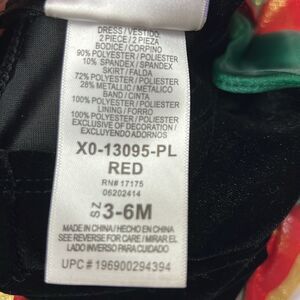 DRESS/VESTIDO
2 PIECE/2 PIEZA
BODICE/CORPINO
90% POLYESTER/POLIESTER
10% SPANDEX/SPANDEX
SKIRT/FALDA
72% POLYESTER/POLIESTER
28% METALLIC/METALICO
BAND/CINTA
100% POLYESTER/POLIESTER
LINING/FORRO
100% POLYESTER/POLIESTER
EXCLUSIVE OF DECORATION/
EXCLUYENDO ADORNOS
X0-13095-PL
RED
RN# 17175
06202414
SZ 3-6M
MADE IN CHINA/HECHO EN CHINA
SEE REVERSE FOR CARE/MIRAR EL
LADO INVERSO PARA CUIDADO
UPC# 196900294394